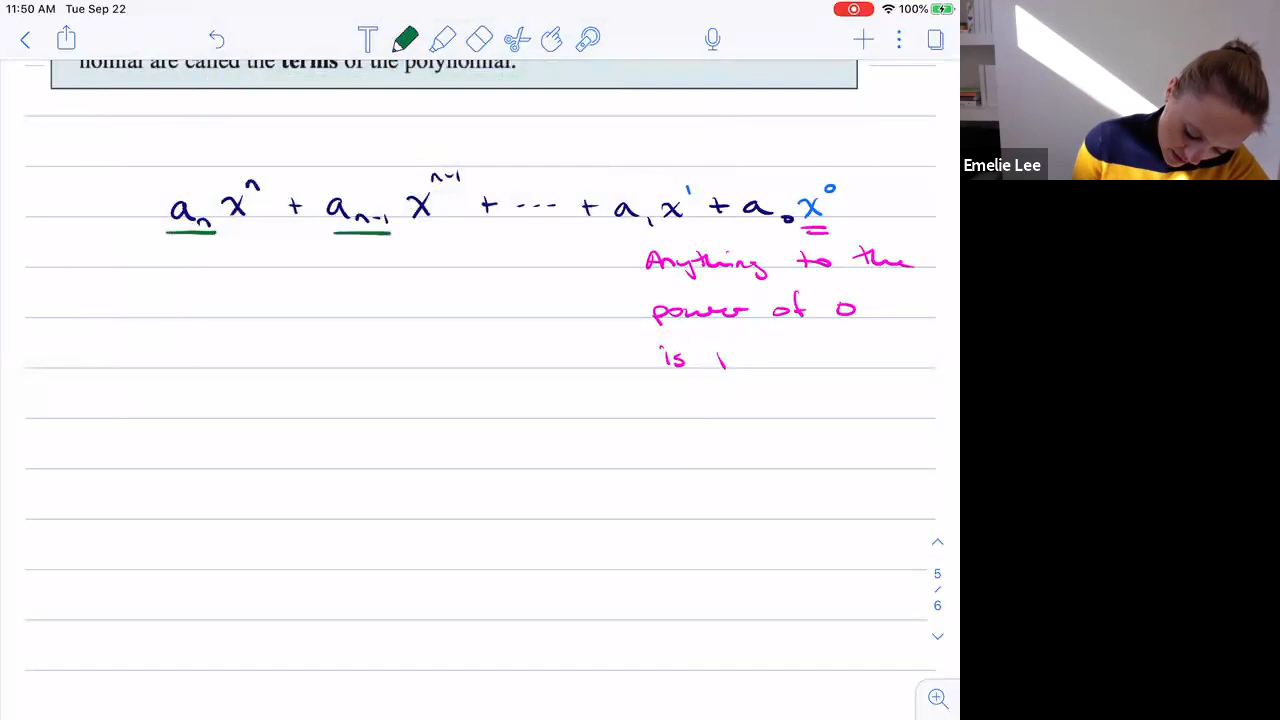 11:50 AM Tue Sep 22
100%
nomial are called the terms of the polynomial.
aₙxⁿ + aₙ₋₁xⁿ⁻¹ + ... + a₁x¹ + a₀x⁰
Anything to the
power of 0
is 1
Emelie Lee
5
/
6